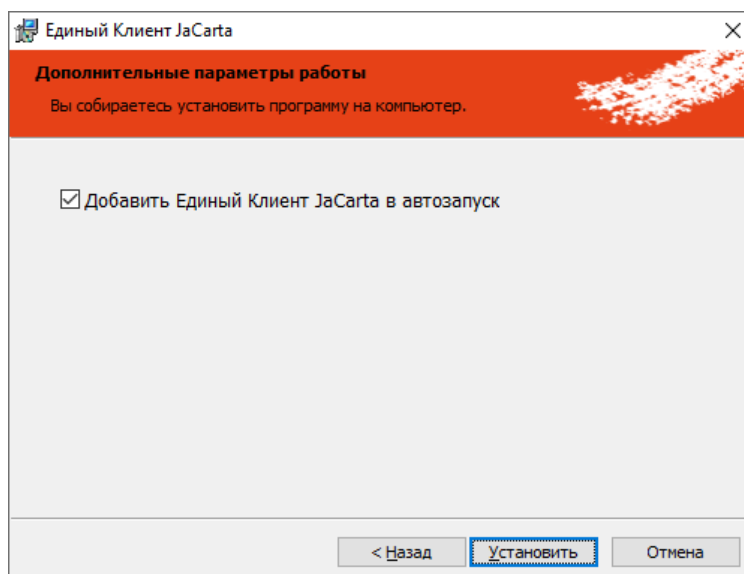 Единый Клиент JaCarta
Дополнительные параметры работы
Вы собираетесь установить программу на компьютер.
Добавить Единый Клиент JaCarta в автозапуск
< Назад
Установить
Отмена